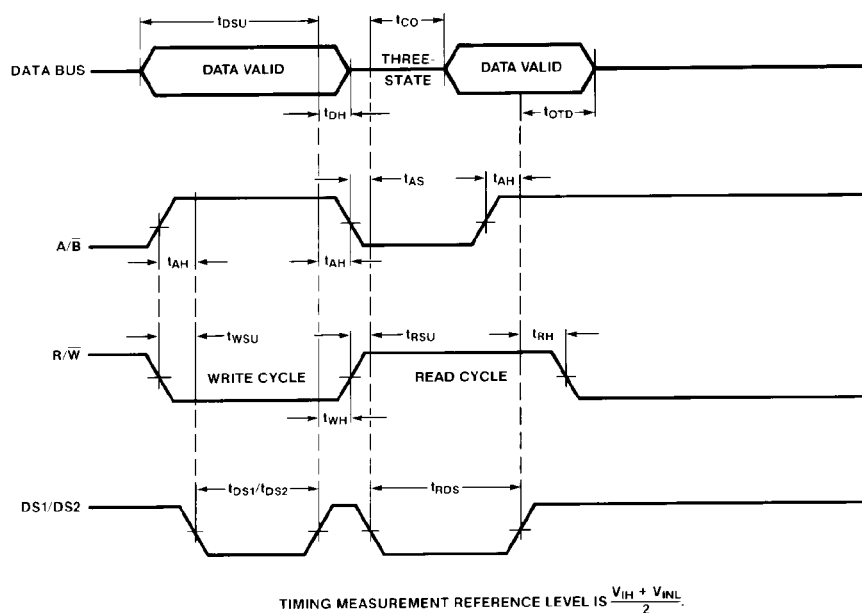 tDSU
tCO
DATA BUS
DATA VALID
THREE-
STATE
DATA VALID
tDH
tOTD
tAS
tAH
A/B̅
tAH
tAH
tWSU
tRSU
tRH
R/W̅
WRITE CYCLE
READ CYCLE
tWH
tDS1/tDS2
tRDS
DS1/DS2
TIMING MEASUREMENT REFERENCE LEVEL IS (VIH + VINL)/2.